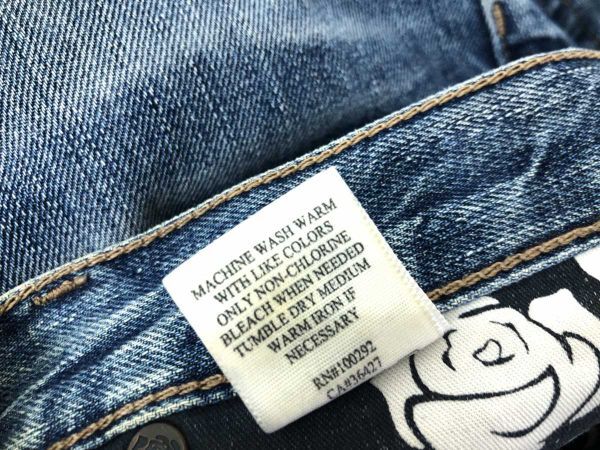 MACHINE WASH WARM
WITH LIKE COLORS
ONLY NON-CHLORINE
BLEACH WHEN NEEDED
TUMBLE DRY MEDIUM
WARM IRON IF
NECESSARY
RN#100292
CA#36427